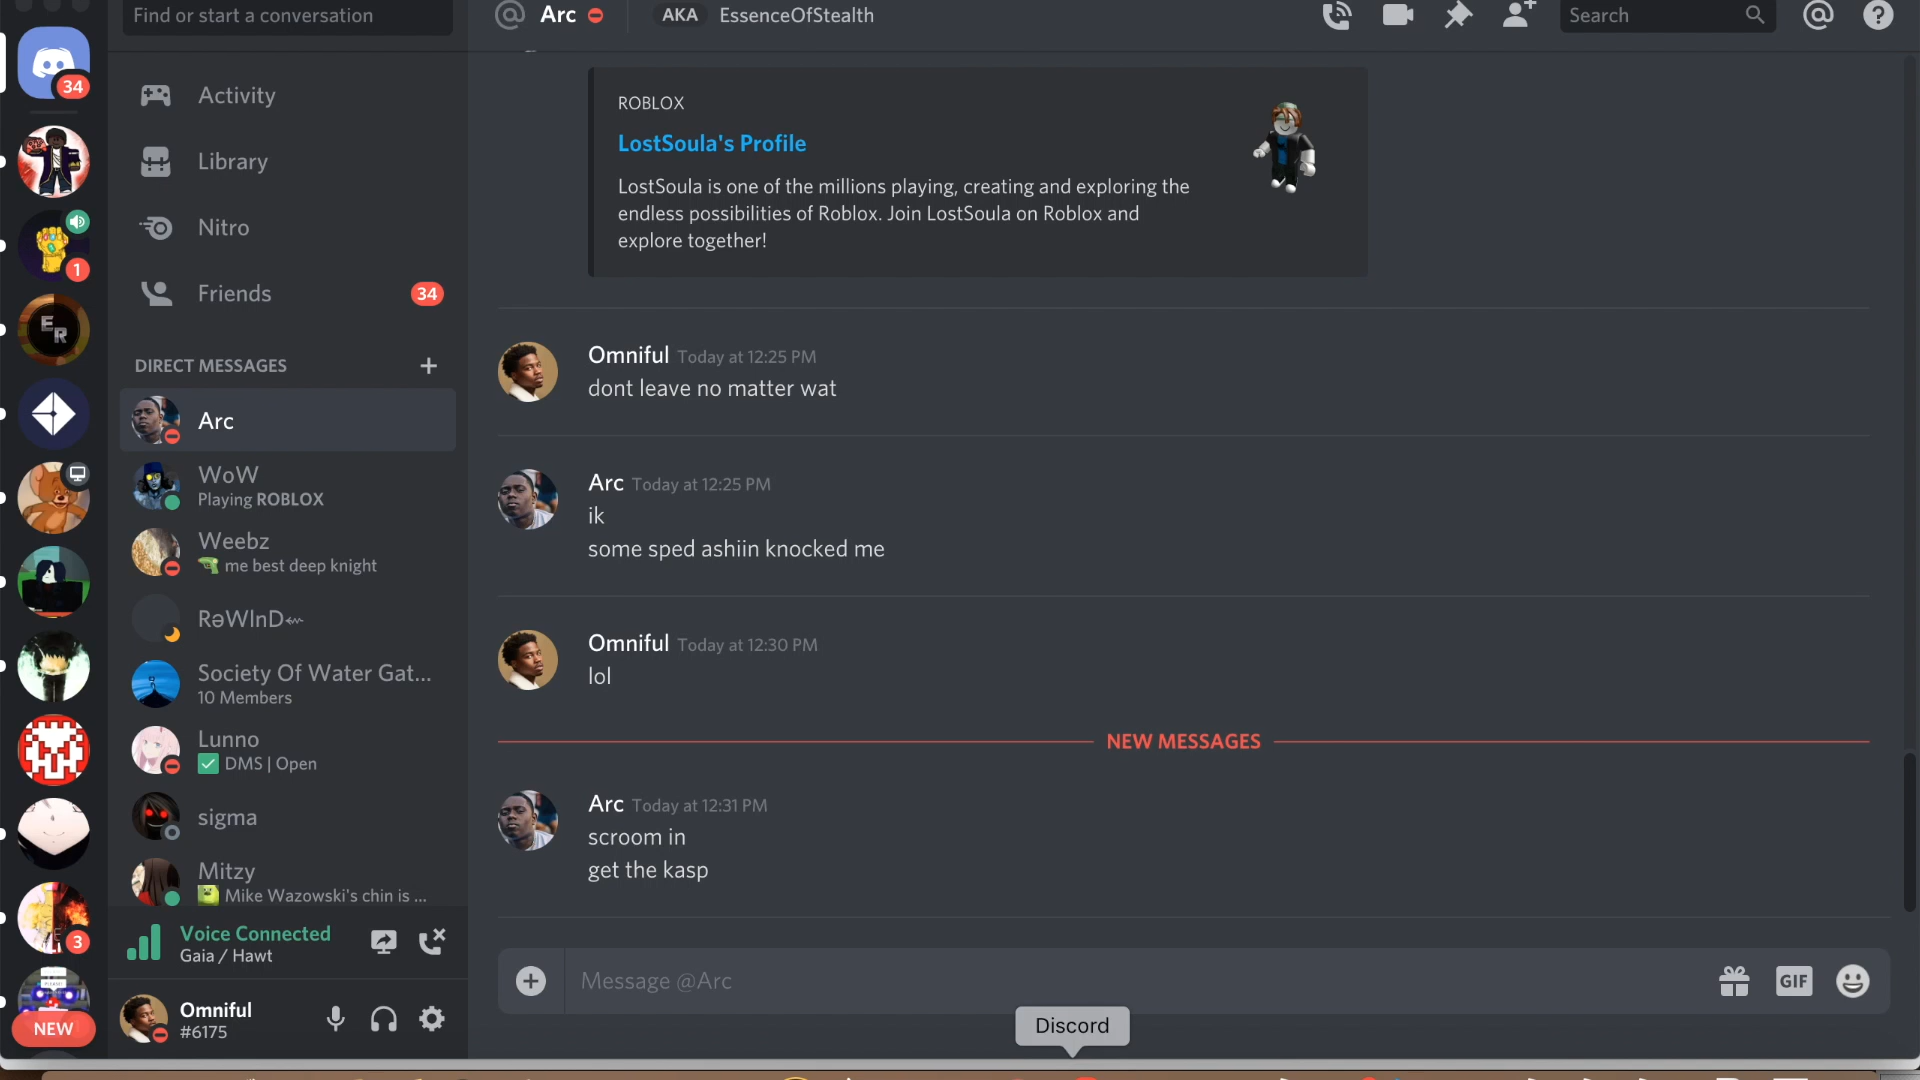 Find or start a conversation
Arc
AKA EssenceOfStealth
Search
34
Activity
Library
Nitro
Friends
34
1
ER
DIRECT MESSAGES
Arc
WoW
Playing ROBLOX
Weebz
me best deep knight
RəWInD
Society Of Water Gat...
10 Members
Lunno
DMS | Open
sigma
Mitzy
Mike Wazowski's chin is ...
3
NEW
Voice Connected
Gaia / Hawt
Omniful
#6175
ROBLOX
LostSoula's Profile
LostSoula is one of the millions playing, creating and exploring the
endless possibilities of Roblox. Join LostSoula on Roblox and
explore together!
Omniful Today at 12:25 PM
dont leave no matter wat
Arc Today at 12:25 PM
ik
some sped ashiin knocked me
Omniful Today at 12:30 PM
lol
NEW MESSAGES
Arc Today at 12:31 PM
scroom in
get the kasp
Message @Arc
GIF
Discord